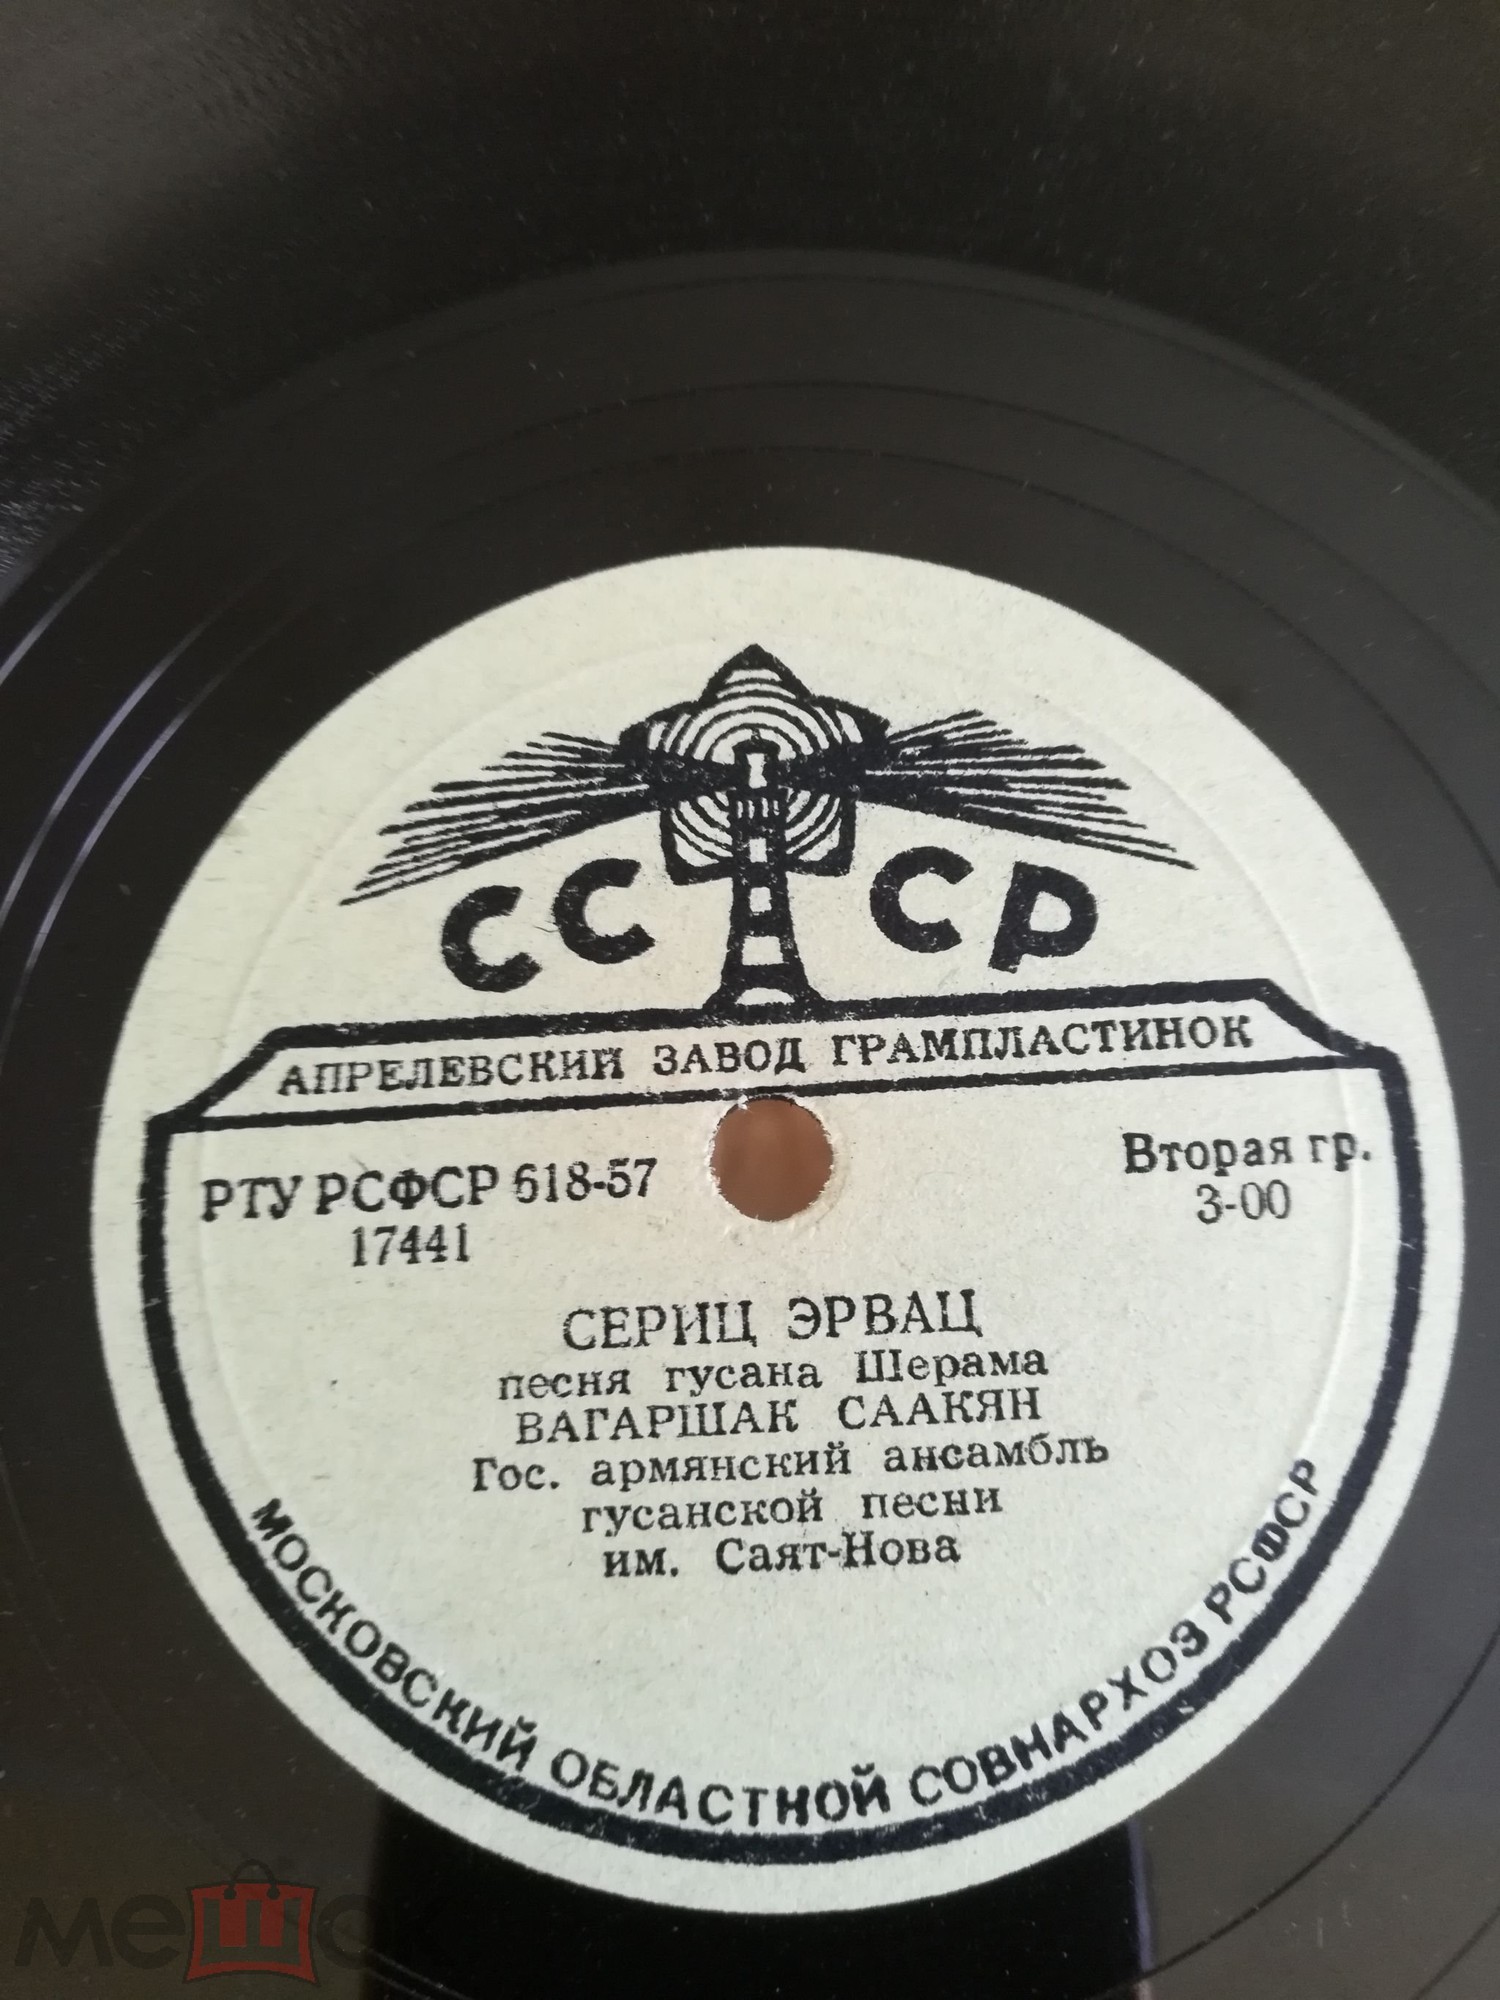 СССР
АПРЕЛЕВСКИЙ ЗАВОД ГРАМПЛАСТИНОК
РТУ РСФСР 618-57
17441
Вторая гр.
3-00
СЕРИЦ ЭРВАЦ
песня гусана Шерама
ВАГАРШАК СААКЯН
Гос. армянский ансамбль
гусанской песни
им. Саят-Нова
МОСКОВСКИЙ ОБЛАСТНОЙ СОВНАРХОЗ РСФСР
мешок